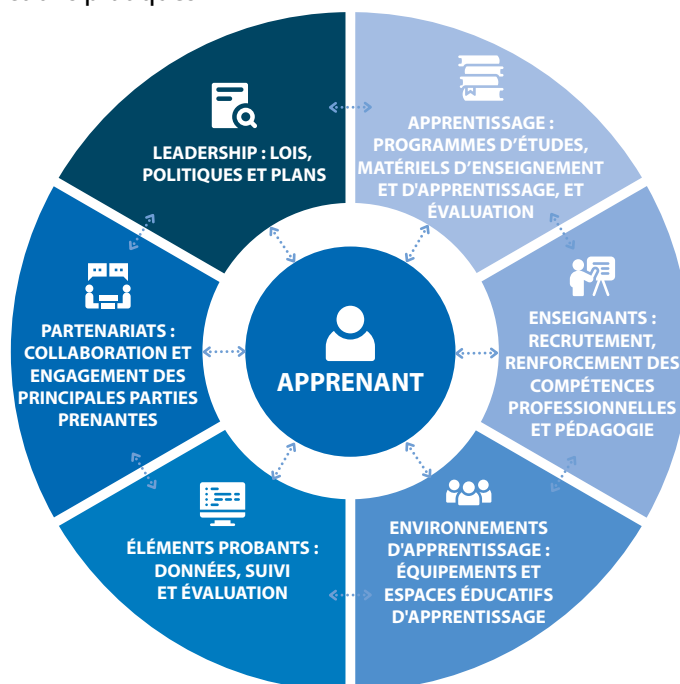 LEADERSHIP : LOIS,
POLITIQUES ET PLANS
APPRENTISSAGE :
PROGRAMMES D’ÉTUDES,
MATÉRIELS D’ENSEIGNEMENT
ET D'APPRENTISSAGE, ET
ÉVALUATION
ENSEIGNANTS :
RECRUTEMENT,
RENFORCEMENT DES
COMPÉTENCES
PROFESSIONNELLES
ET PÉDAGOGIE
ENVIRONNEMENTS
D'APPRENTISSAGE :
ÉQUIPEMENTS ET
ESPACES ÉDUCATIFS
D'APPRENTISSAGE
ÉLÉMENTS PROBANTS :
DONNÉES, SUIVI
ET ÉVALUATION
PARTENARIATS :
COLLABORATION ET
ENGAGEMENT DES
PRINCIPALES PARTIES
PRENANTES
APPRENANT